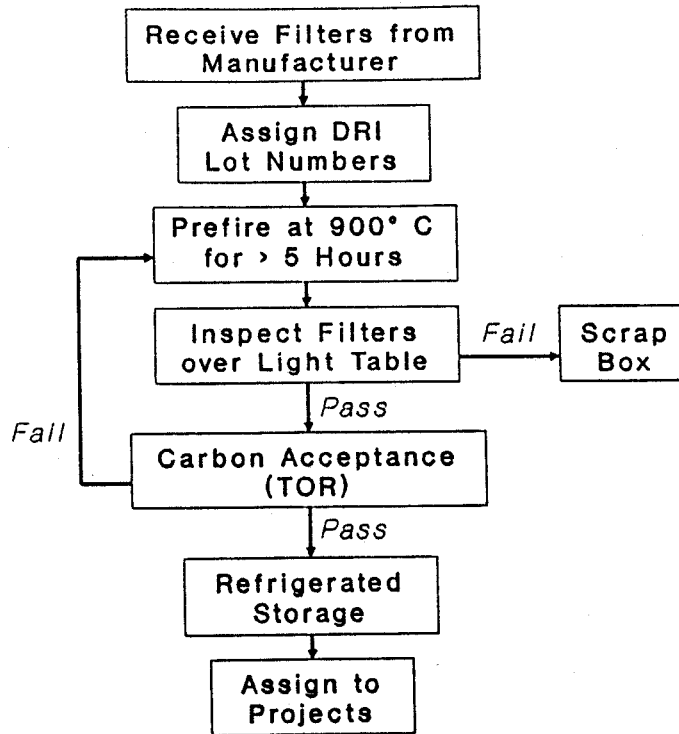 Receive Filters from
Manufacturer
Assign DRI
Lot Numbers
Prefire at 900° C
for > 5 Hours
Inspect Filters
over Light Table
Fail
Scrap
Box
Pass
Fail
Carbon Acceptance
(TOR)
Pass
Refrigerated
Storage
Assign to
Projects